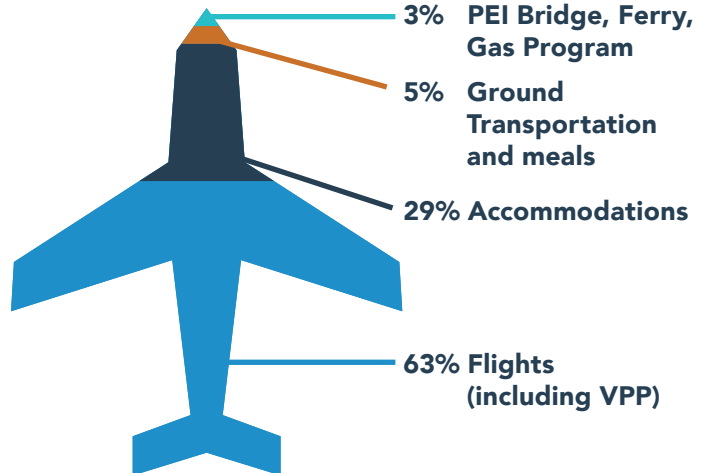 3% PEI Bridge, Ferry,
Gas Program
5% Ground
Transportation
and meals
29% Accommodations
63% Flights
(including VPP)